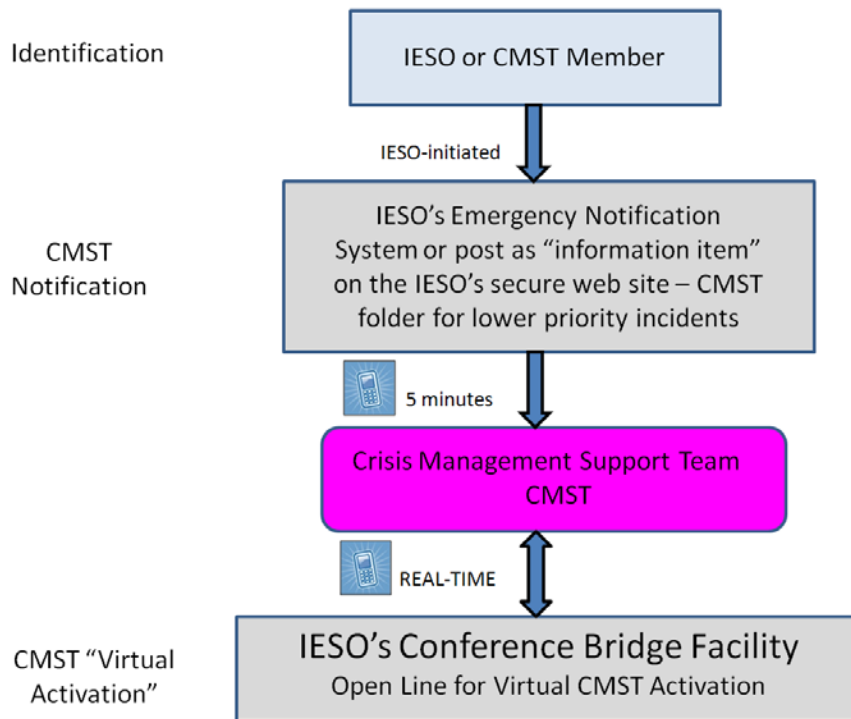 Identification
IESO or CMST Member
IESO-initiated
CMST
Notification
IESO's Emergency Notification
System or post as “information item”
on the IESO's secure web site – CMST
folder for lower priority incidents
5 minutes
Crisis Management Support Team
CMST
REAL-TIME
CMST “Virtual
Activation”
IESO's Conference Bridge Facility
Open Line for Virtual CMST Activation